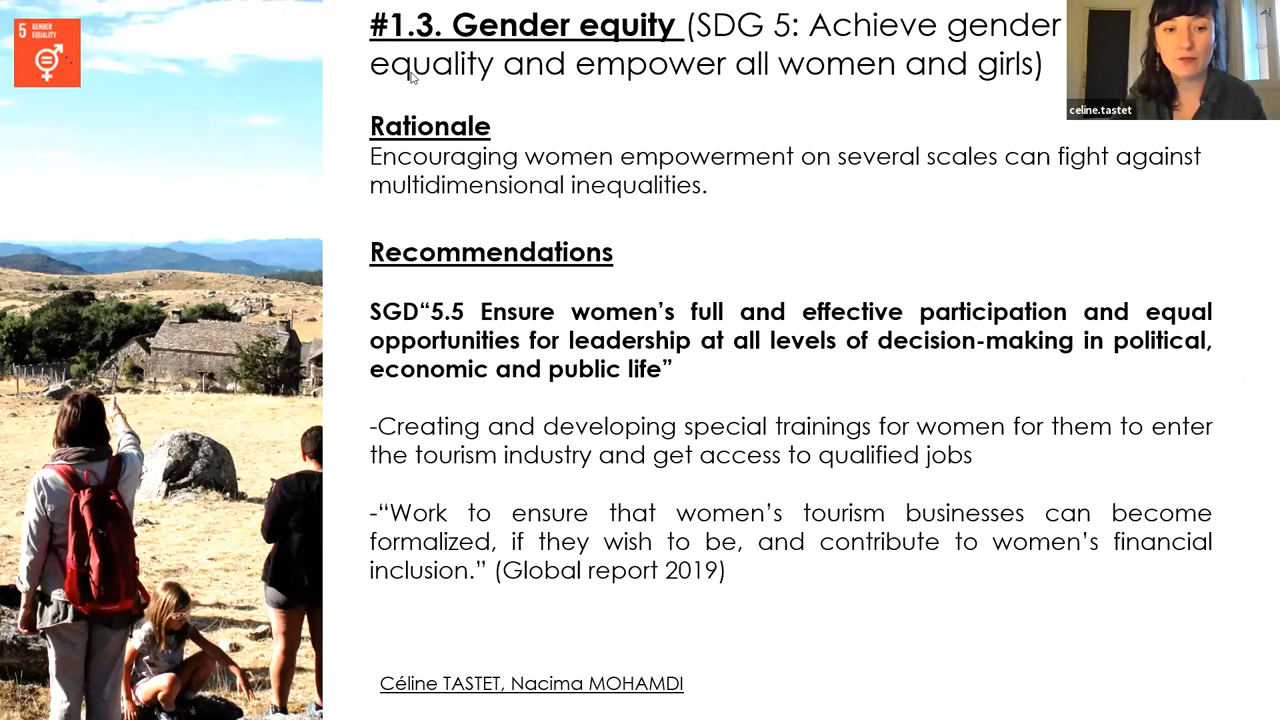 5 GENDER
EQUALITY
#1.3. Gender equity (SDG 5: Achieve gender
equality and empower all women and girls)
celine.tastet
Rationale
Encouraging women empowerment on several scales can fight against
multidimensional inequalities.
Recommendations
SGD“5.5 Ensure women’s full and effective participation and equal
opportunities for leadership at all levels of decision-making in political,
economic and public life”
-Creating and developing special trainings for women for them to enter
the tourism industry and get access to qualified jobs
-“Work to ensure that women’s tourism businesses can become
formalized, if they wish to be, and contribute to women’s financial
inclusion.” (Global report 2019)
Céline TASTET, Nacima MOHAMDI